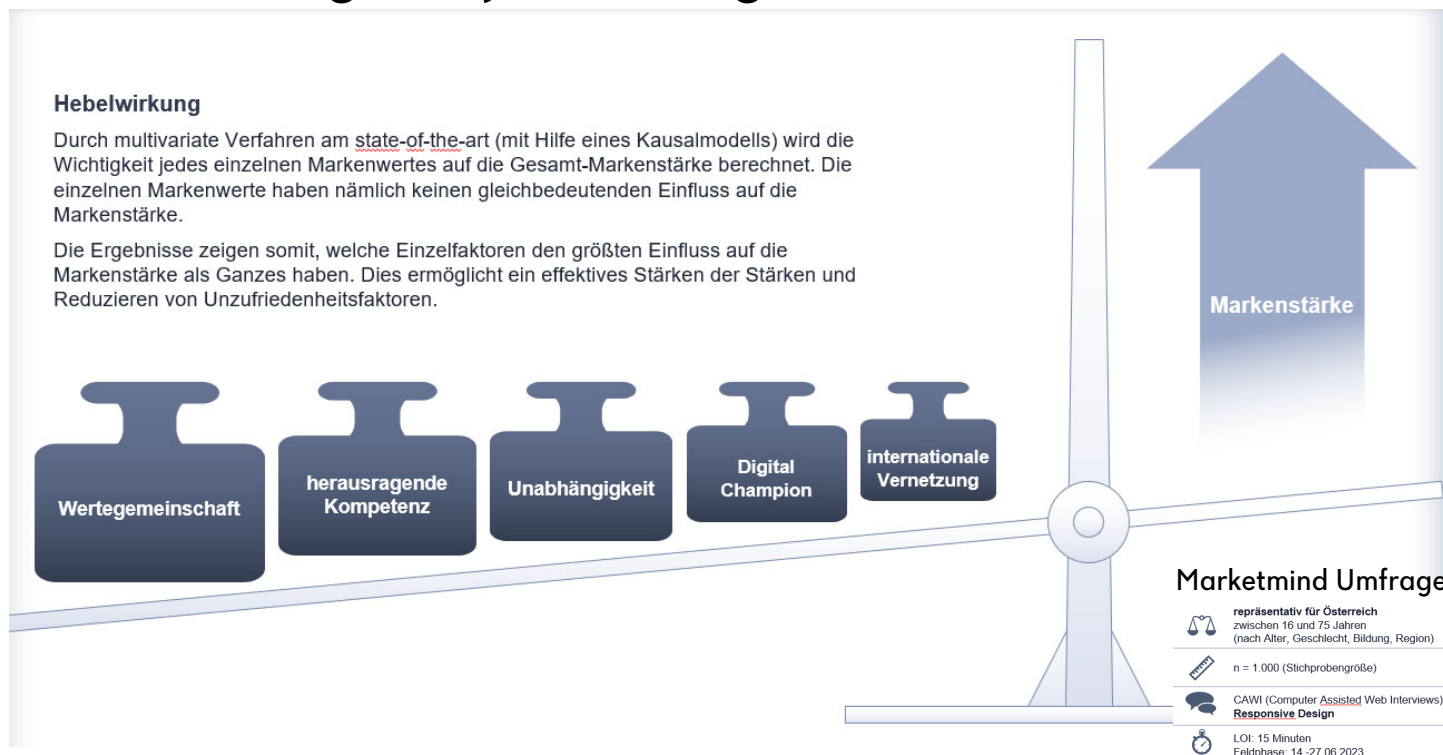 Hebelwirkung
Durch multivariate Verfahren am state-of-the-art (mit Hilfe eines Kausalmodells) wird die
Wichtigkeit jedes einzelnen Markenwertes auf die Gesamt-Markenstärke berechnet. Die
einzelnen Markenwerte haben nämlich keinen gleichbedeutenden Einfluss auf die
Markenstärke.
Die Ergebnisse zeigen somit, welche Einzelfaktoren den größten Einfluss auf die
Markenstärke als Ganzes haben. Dies ermöglicht ein effektives Stärken der Stärken und
Reduzieren von Unzufriedenheitsfaktoren.
Markenstärke
Wertegemeinschaft
herausragende
Kompetenz
Unabhängigkeit
Digital
Champion
internationale
Vernetzung
Marketmind Umfrage
repräsentativ für Österreich
zwischen 16 und 75 Jahren
(nach Alter, Geschlecht, Bildung, Region)
n = 1.000 (Stichprobengröße)
CAWI (Computer Assisted Web Interviews)
Responsive Design
LOI: 15 Minuten
Feldphase: 14.-27.06.2023